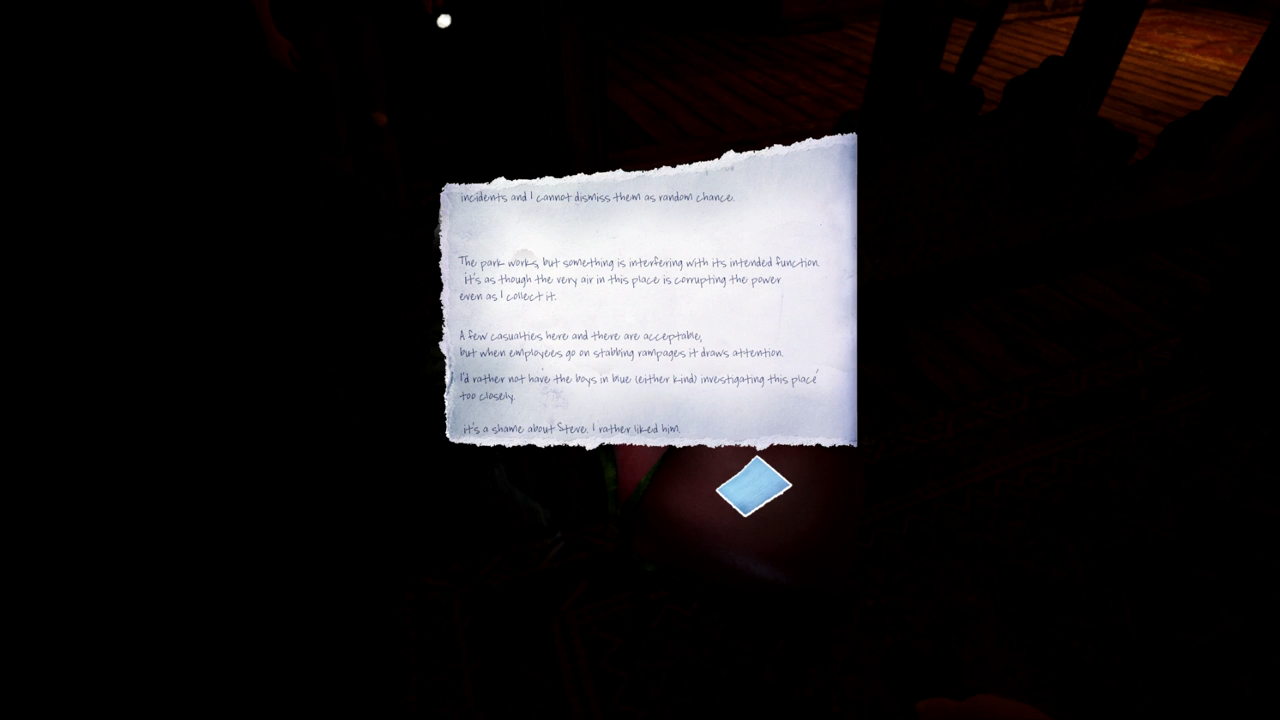 incidents and I cannot dismiss them as random chance.
The park works, but something is interfering with its intended function.
it's as though the very air in this place is corrupting the power
even as I collect it.
A few casualties here and there are acceptable,
but when employees go on stabbing rampages it draws attention.
I'd rather not have the boys in blue (either kind) investigating this place
too closely.
it's a shame about Steve. I rather liked him.